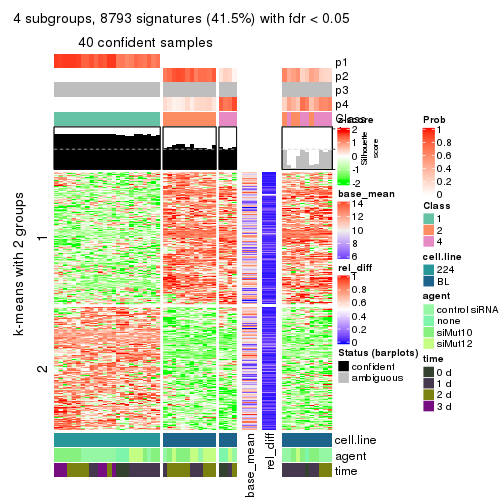 4 subgroups, 8793 signatures (41.5%) with fdr < 0.05
40 confident samples
p1
p2
p3
p4
Class
z-score
2
1
0
-1
-2
Silhouette
score
Prob
1
0.8
0.6
0.4
0.2
0
base_mean
14
12
10
8
6
Class
1
2
4
rel_diff
1
0.8
0.6
0.4
0.2
0
cell.line
224
BL
agent
control siRNA
none
siMut10
siMut12
Status (barplots)
confident
ambiguous
time
0 d
1 d
2 d
3 d
k-means with 2 groups
1
2
cell.line
agent
time
base_mean
rel_diff